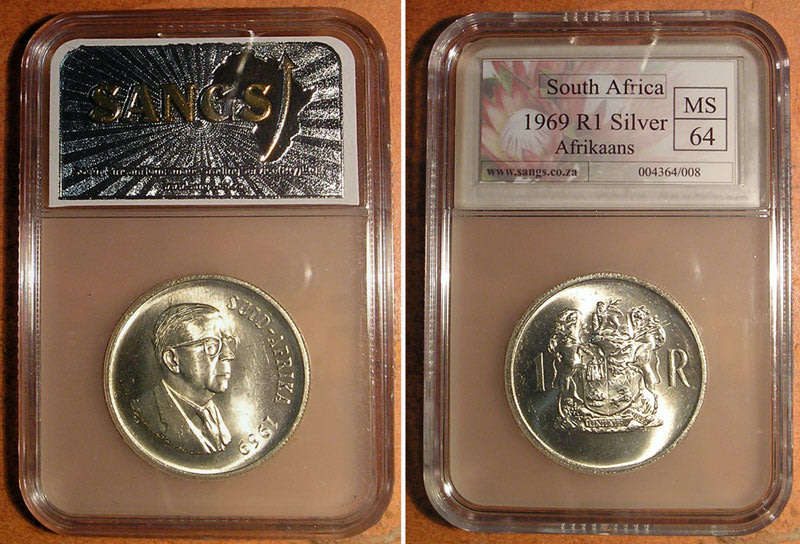 SANGS
SUID-AFRIKA 1969
South Africa
1969 R1 Silver
Afrikaans
MS
64
www.sangs.co.za
004364/008
1 R